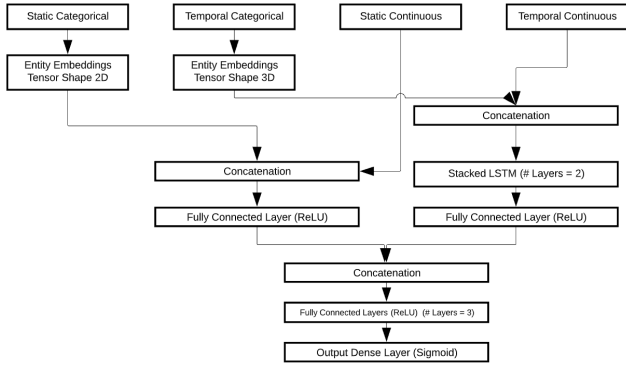 Static Categorical
Temporal Categorical
Static Continuous
Temporal Continuous
Entity Embeddings
Tensor Shape 2D
Entity Embeddings
Tensor Shape 3D
Concatenation
Concatenation
Stacked LSTM (# Layers = 2)
Fully Connected Layer (ReLU)
Fully Connected Layer (ReLU)
Concatenation
Fully Connected Layers (ReLU) (# Layers = 3)
Output Dense Layer (Sigmoid)